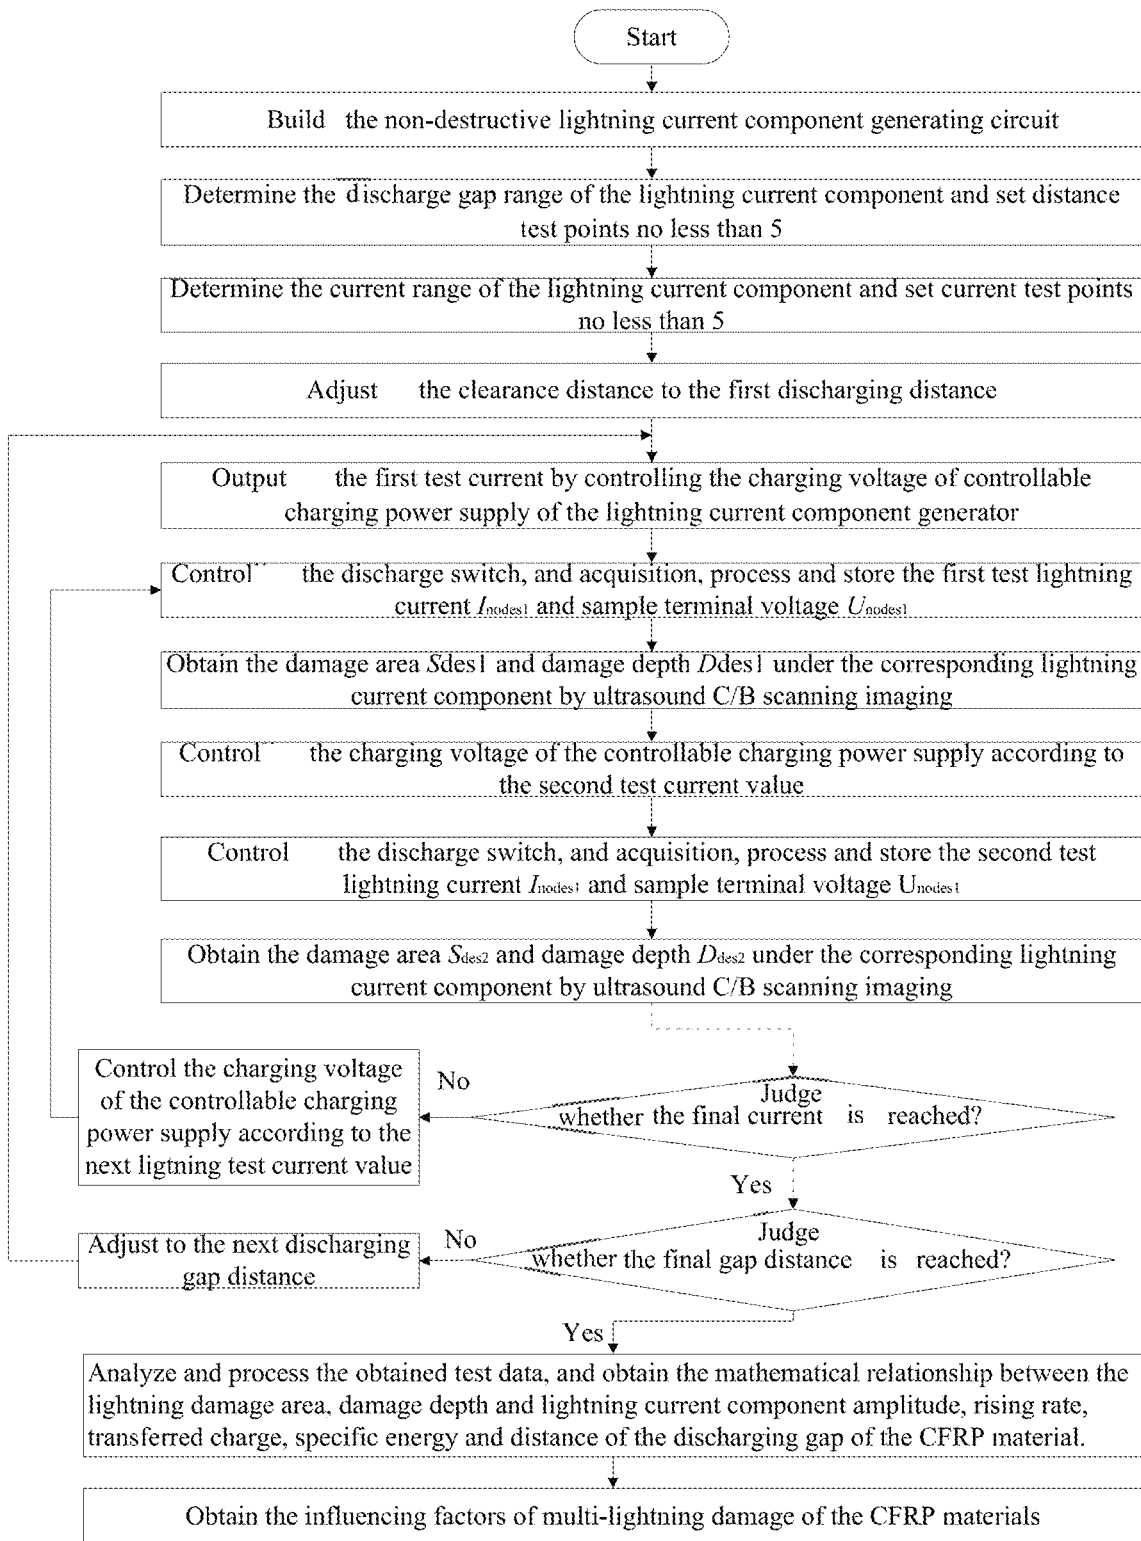 Start
Build the non-destructive lightning current component generating circuit
Determine the discharge gap range of the lightning current component and set distance
test points no less than 5
Determine the current range of the lightning current component and set current test points
no less than 5
Adjust the clearance distance to the first discharging distance
Output the first test current by controlling the charging voltage of controllable
charging power supply of the lightning current component generator
Control the discharge switch, and acquisition, process and store the first test lightning
current Inodes1 and sample terminal voltage Unodes1
Obtain the damage area Sdes1 and damage depth Ddes1 under the corresponding lightning
current component by ultrasound C/B scanning imaging
Control the charging voltage of the controllable charging power supply according to
the second test current value
Control the discharge switch, and acquisition, process and store the second test
lightning current Inodes1 and sample terminal voltage Unodes1
Obtain the damage area Sdes2 and damage depth Ddes2 under the corresponding lightning
current component by ultrasound C/B scanning imaging
Control the charging voltage
of the controllable charging
power supply according to the
next ligtning test current value
No
Judge
whether the final current is reached?
Yes
Adjust to the next discharging
gap distance
No
Judge
whether the final gap distance is reached?
Yes
Analyze and process the obtained test data, and obtain the mathematical relationship between the
lightning damage area, damage depth and lightning current component amplitude, rising rate,
transferred charge, specific energy and distance of the discharging gap of the CFRP material.
Obtain the influencing factors of multi-lightning damage of the CFRP materials